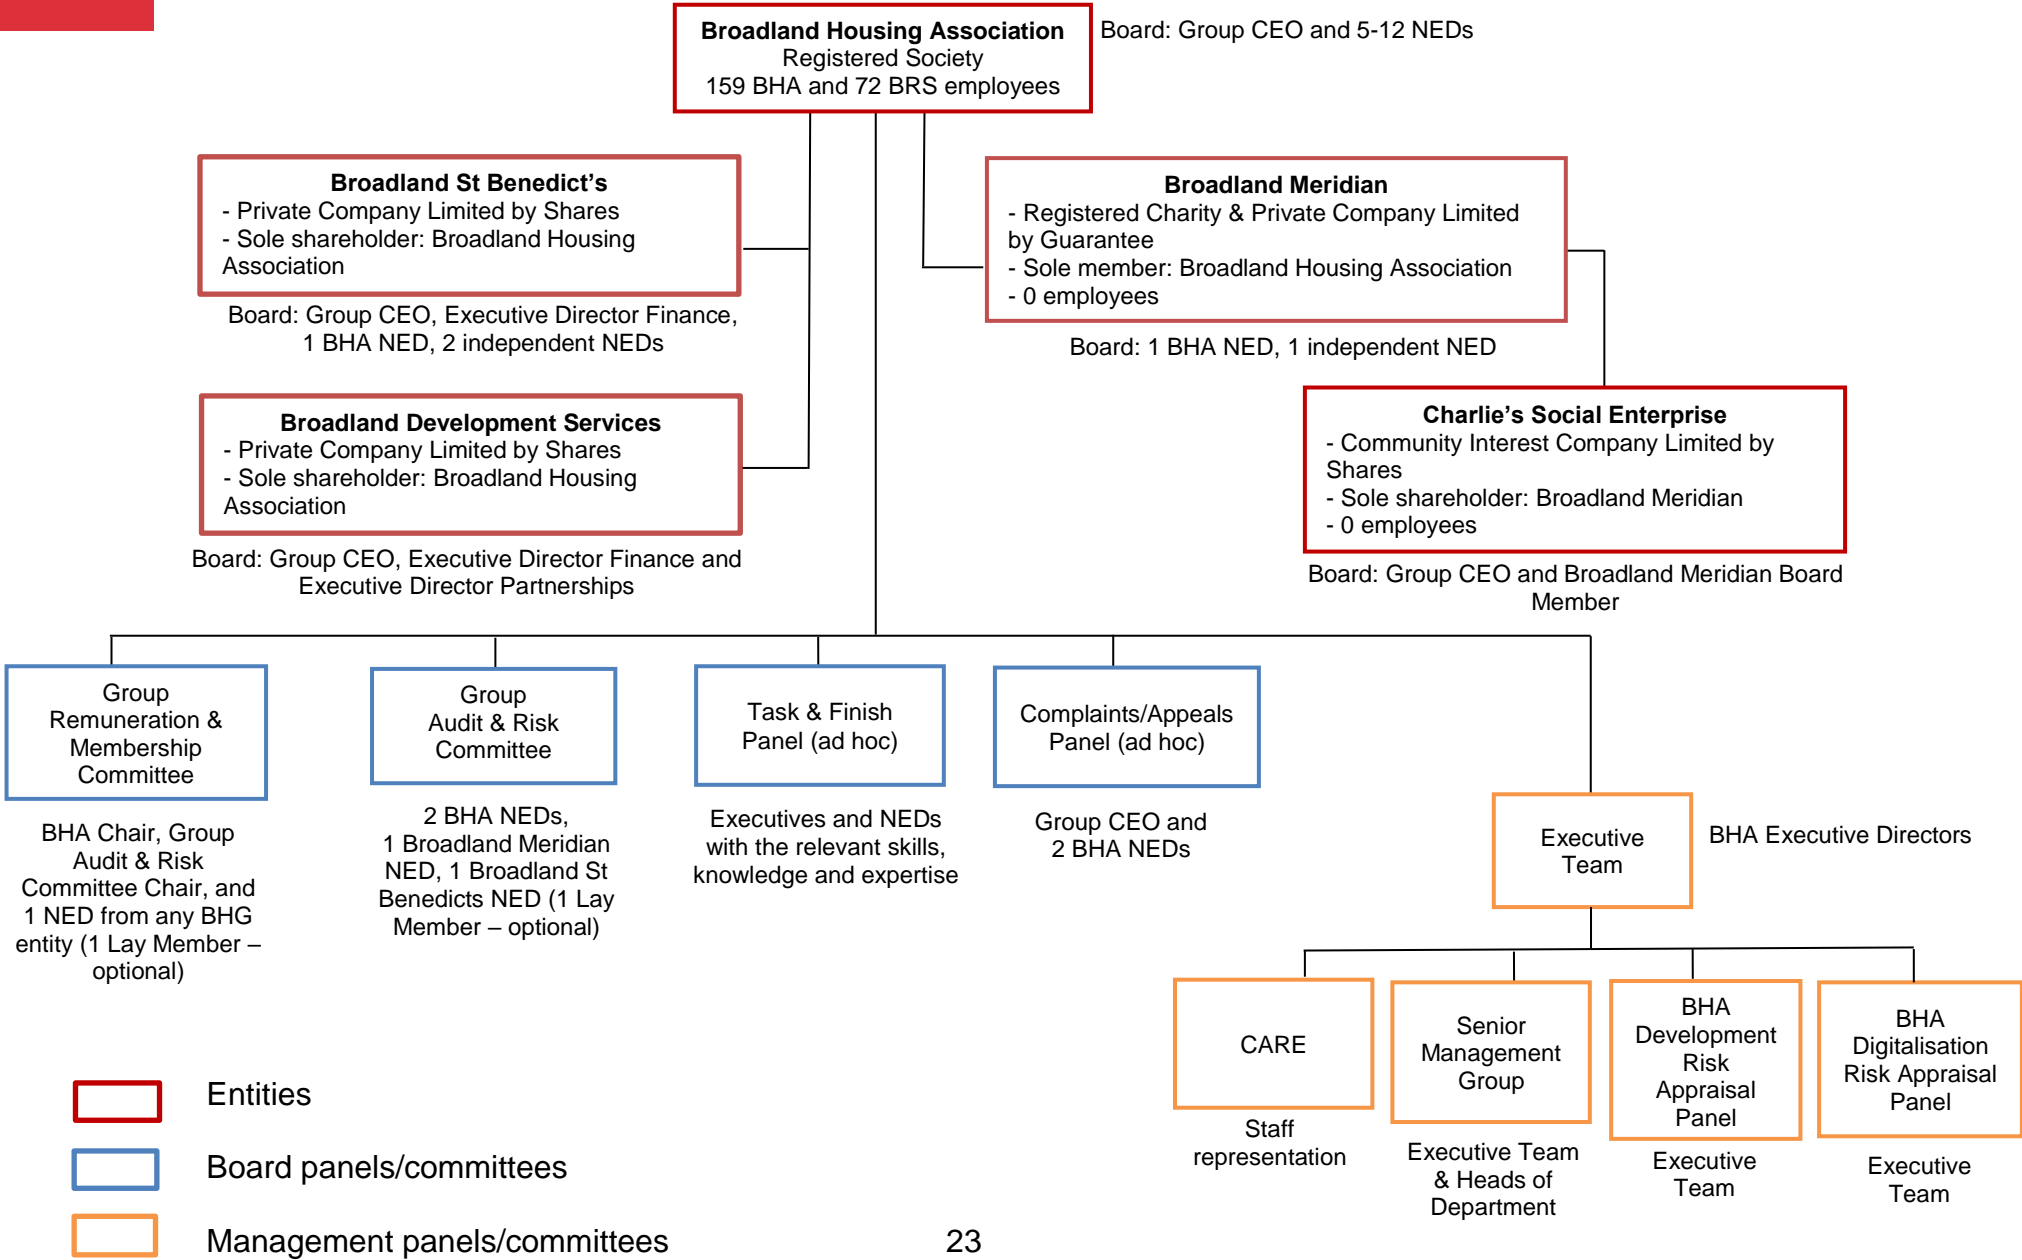 Broadland Housing Association
Registered Society
159 BHA and 72 BRS employees
Board: Group CEO and 5-12 NEDs
Broadland St Benedict’s
- Private Company Limited by Shares
- Sole shareholder: Broadland Housing
Association
Board: Group CEO, Executive Director Finance,
1 BHA NED, 2 independent NEDs
Broadland Meridian
- Registered Charity & Private Company Limited
by Guarantee
- Sole member: Broadland Housing Association
- 0 employees
Board: 1 BHA NED, 1 independent NED
Broadland Development Services
- Private Company Limited by Shares
- Sole shareholder: Broadland Housing
Association
Board: Group CEO, Executive Director Finance and
Executive Director Partnerships
Charlie’s Social Enterprise
- Community Interest Company Limited by
Shares
- Sole shareholder: Broadland Meridian
- 0 employees
Board: Group CEO and Broadland Meridian Board
Member
Group
Remuneration &
Membership
Committee
BHA Chair, Group
Audit & Risk
Committee Chair, and
1 NED from any BHG
entity (1 Lay Member –
optional)
Group
Audit & Risk
Committee
2 BHA NEDs,
1 Broadland Meridian
NED, 1 Broadland St
Benedicts NED (1 Lay
Member – optional)
Task & Finish
Panel (ad hoc)
Executives and NEDs
with the relevant skills,
knowledge and expertise
Complaints/Appeals
Panel (ad hoc)
Group CEO and
2 BHA NEDs
Executive
Team
BHA Executive Directors
CARE
Staff
representation
Senior
Management
Group
Executive Team
& Heads of
Department
BHA
Development
Risk
Appraisal
Panel
Executive
Team
BHA
Digitalisation
Risk Appraisal
Panel
Executive
Team
Entities
Board panels/committees
Management panels/committees
23